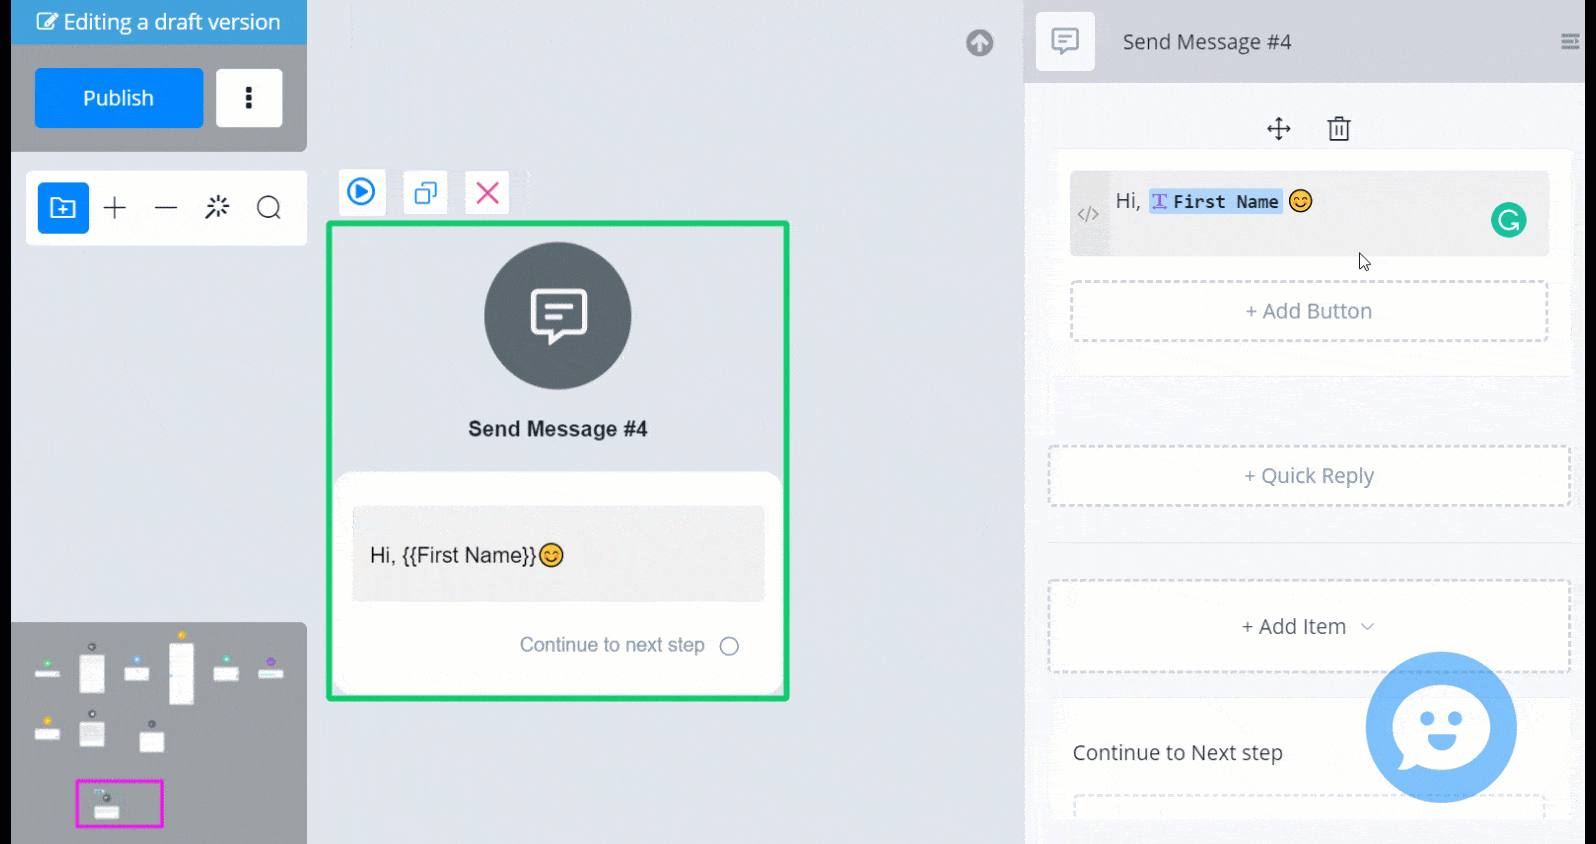 Editing a draft version
Publish
Send Message #4
Hi, {{First Name}}😊
Continue to next step
Send Message #4
</> Hi, First Name 😊
+ Add Button
+ Quick Reply
+ Add Item
Continue to Next step